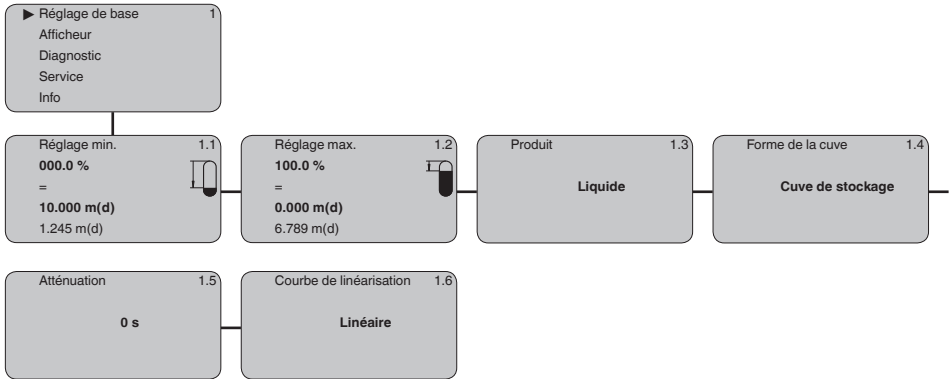 ▶ Réglage de base 1
Afficheur
Diagnostic
Service
Info
Réglage min. 1.1
000.0 %
=
10.000 m(d)
1.245 m(d)
Réglage max. 1.2
100.0 %
=
0.000 m(d)
6.789 m(d)
Produit 1.3
Liquide
Forme de la cuve 1.4
Cuve de stockage
Atténuation 1.5
0 s
Courbe de linéarisation 1.6
Linéaire